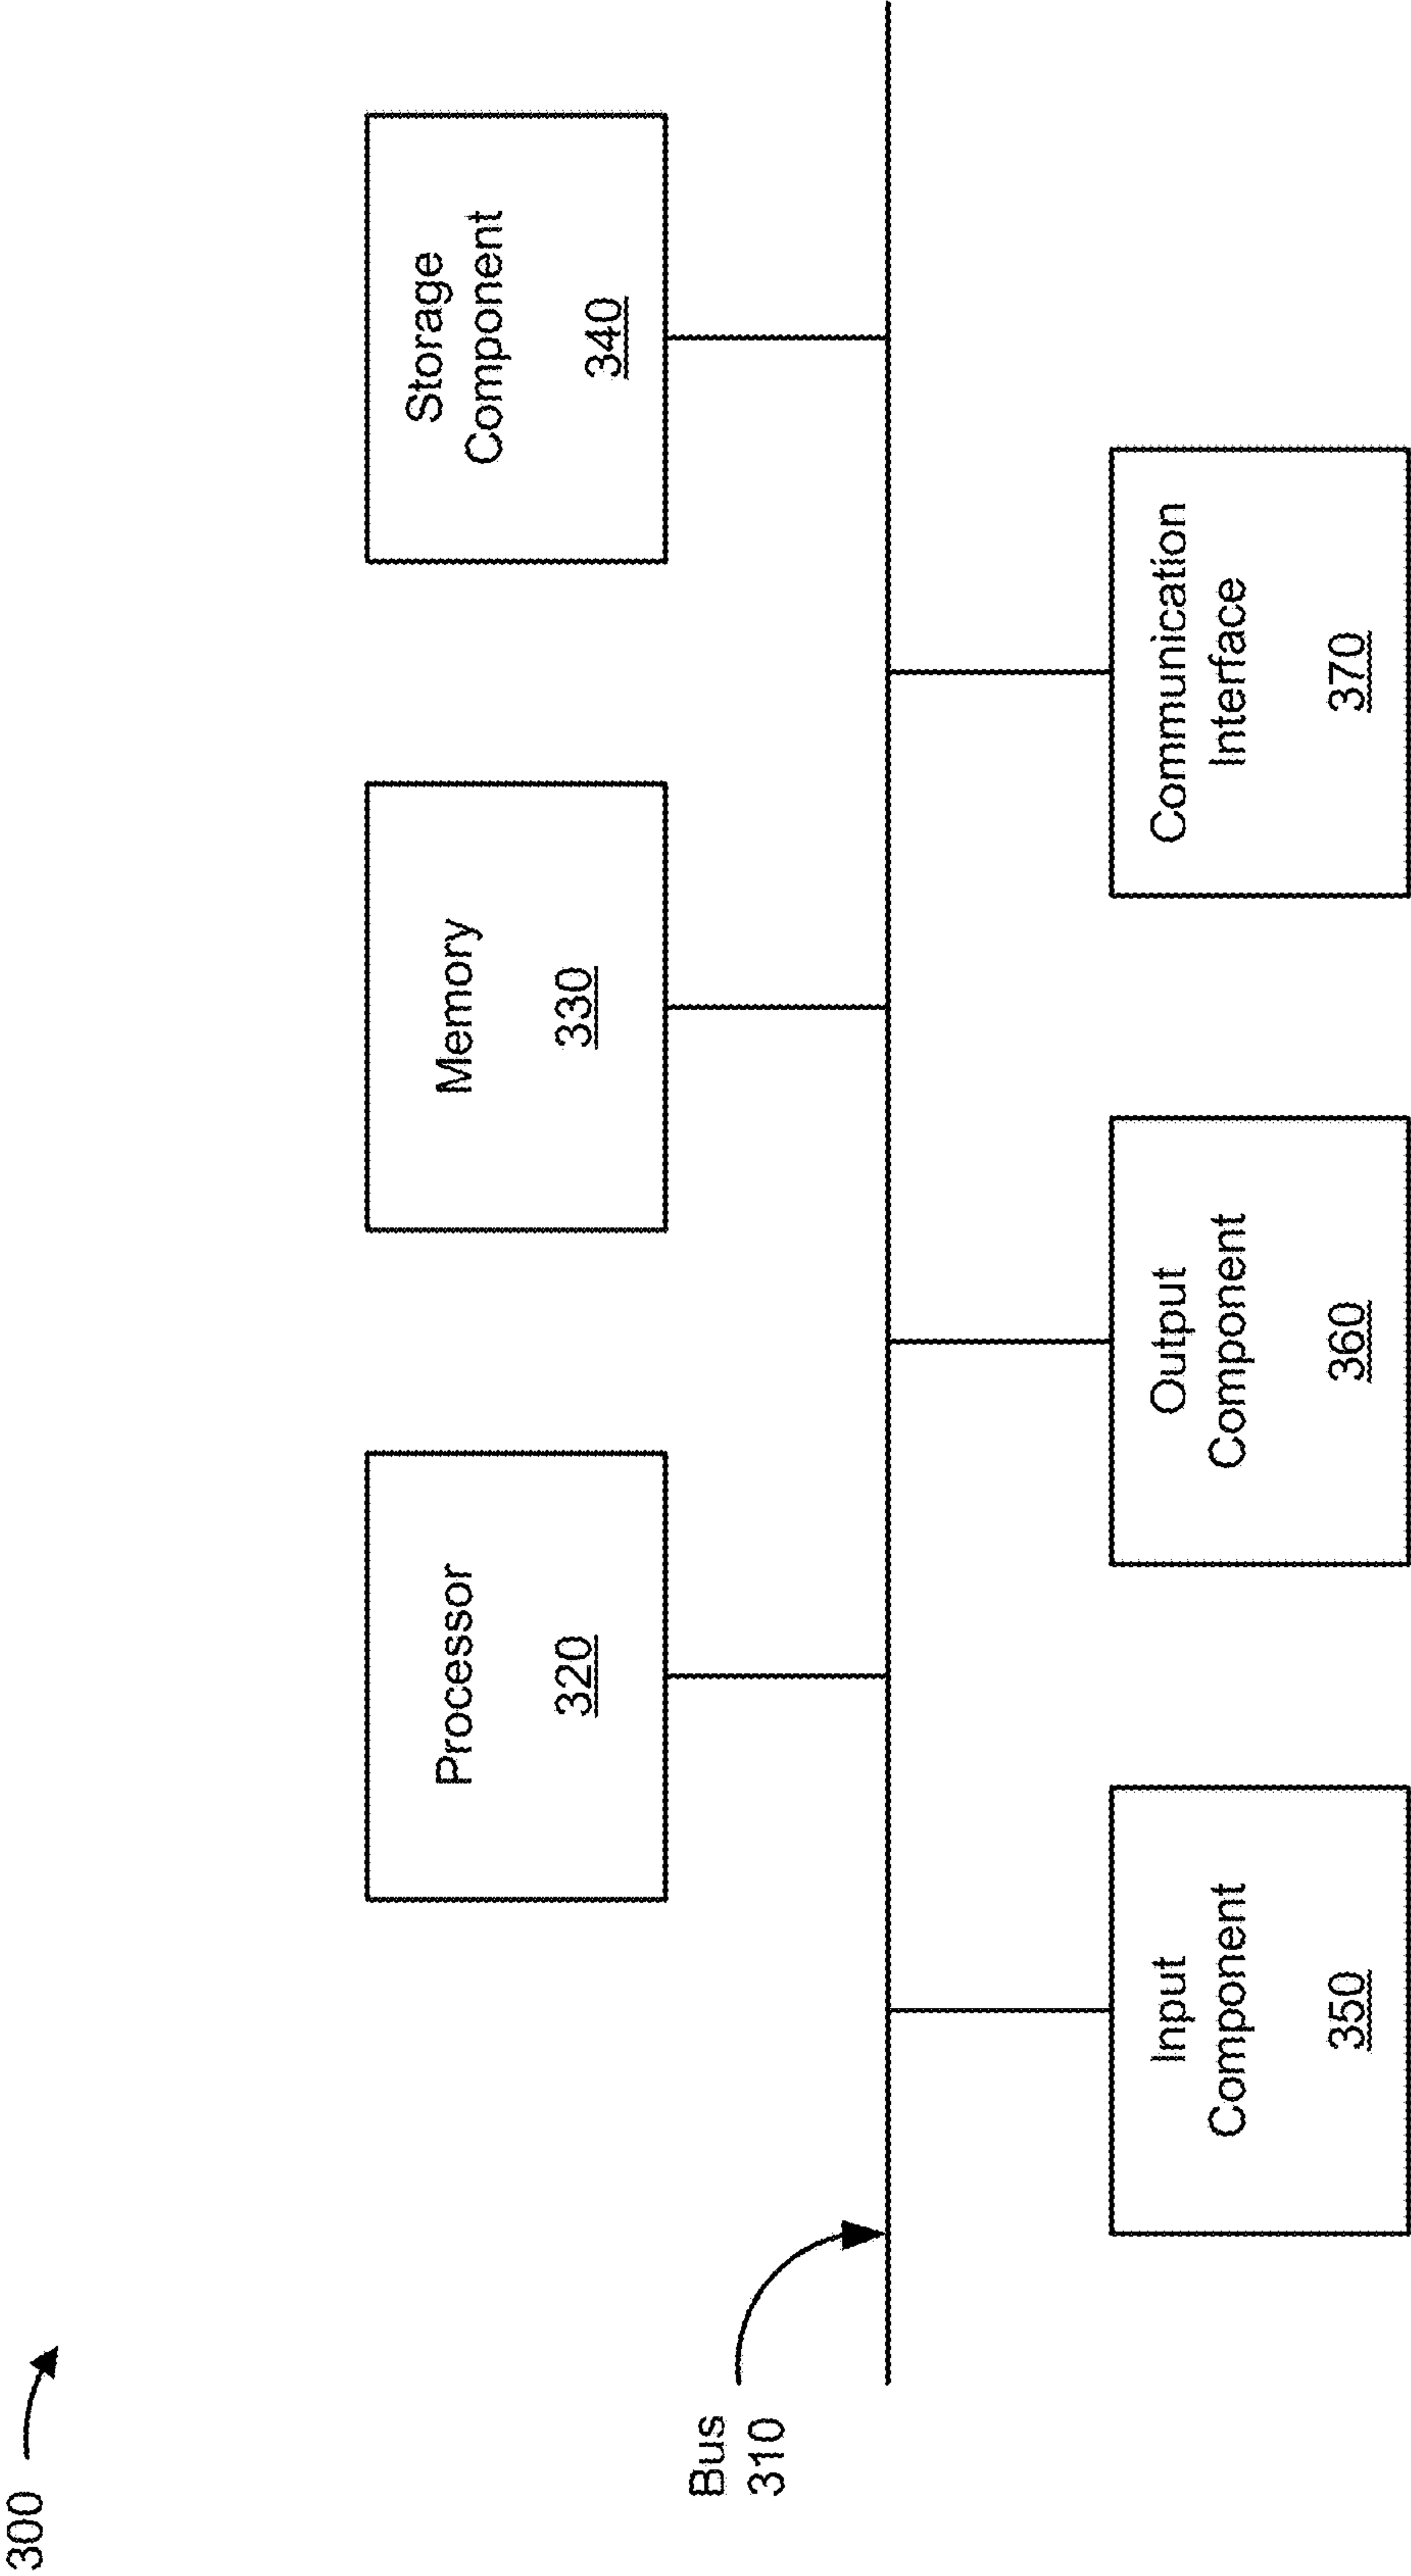 300
Processor
320
Memory
330
Storage
Component
340
Bus
310
Input
Component
350
Output
Component
360
Communication
Interface
370